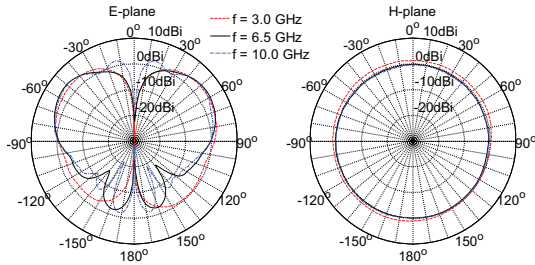 E-plane
f = 3.0 GHz
f = 6.5 GHz
f = 10.0 GHz
H-plane
0° 10dBi
-30° 30°
0dBi
-60° 60°
-10dBi
-20dBi
-90° 90°
-120° 120°
-150° 150°
180°
0° 10dBi
-30° 30°
0dBi
-60° 60°
-10dBi
-20dBi
-90° 90°
-120° 120°
-150° 150°
180°